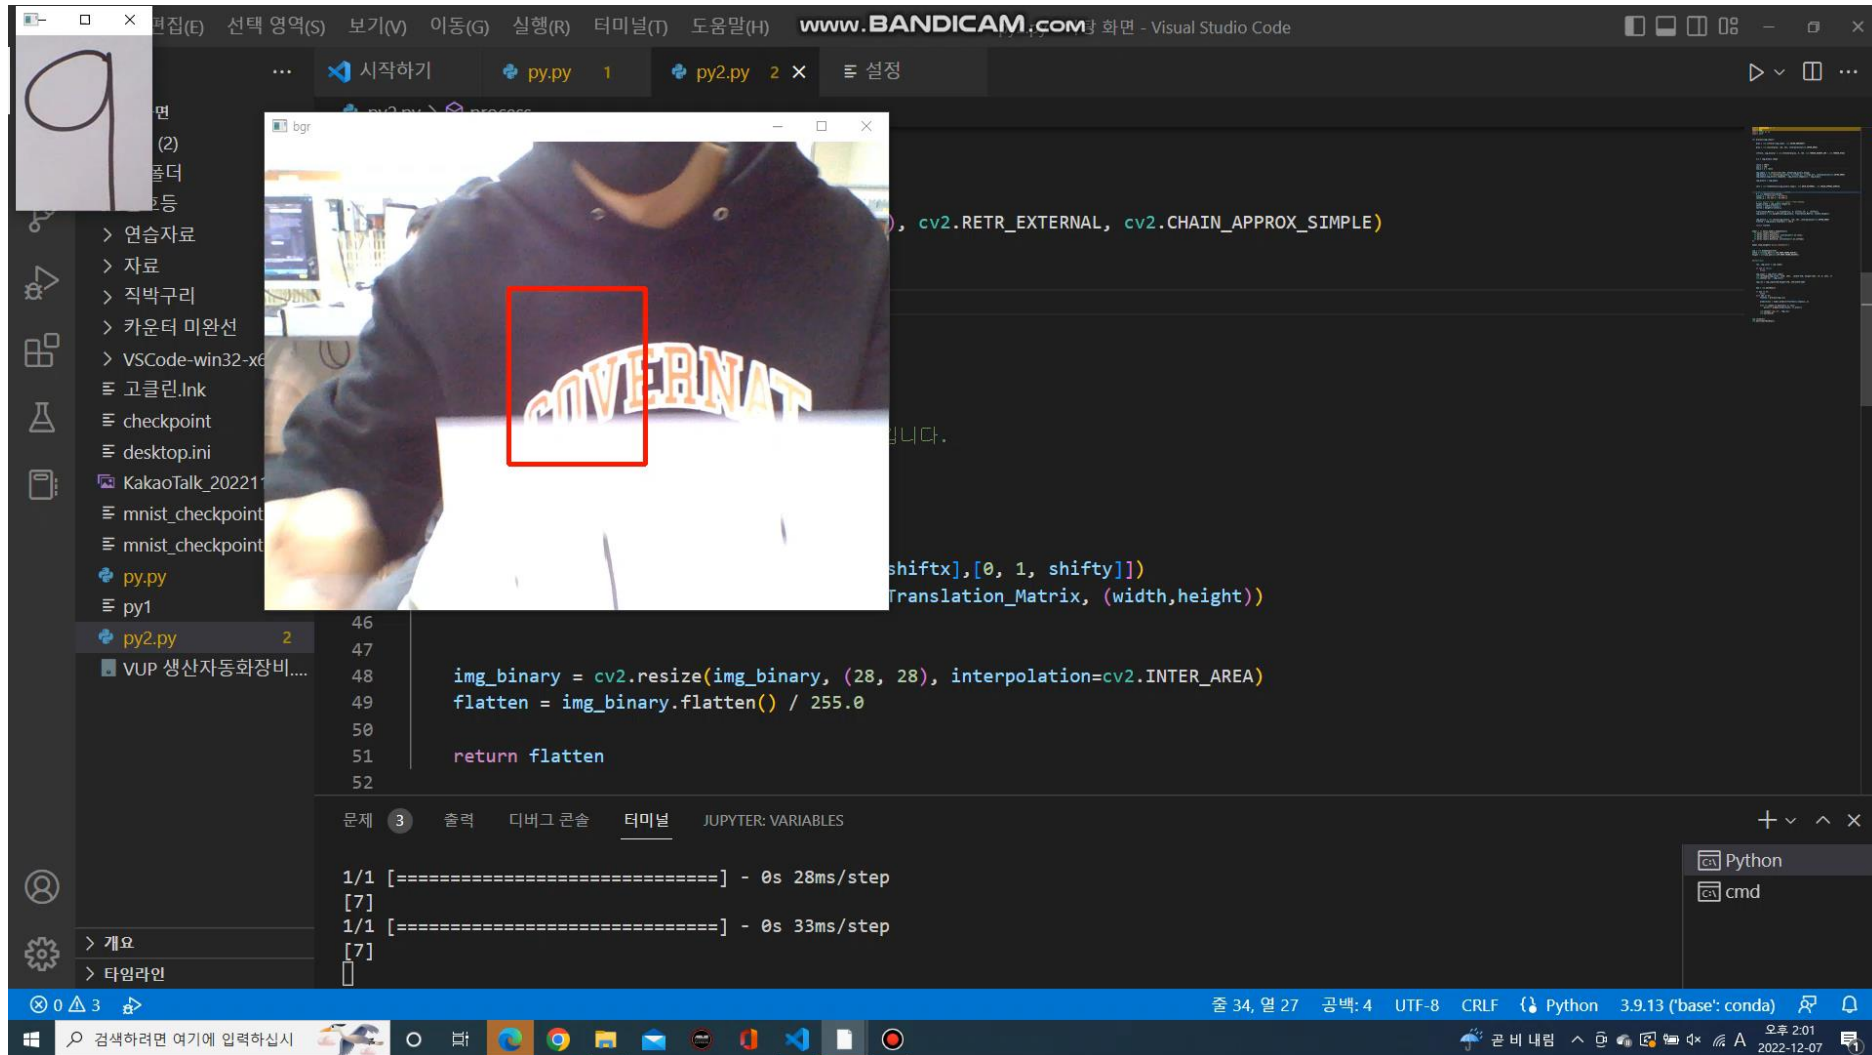 편집(E) 선택 영역(S) 보기(V) 이동(G) 실행(R) 터미널(T) 도움말(H) www.BANDICAM.com 화면 - Visual Studio Code
시작하기 py.py 1 py2.py 2 설정
9
면
(2)
폴더
등
연습자료
자료
직박구리
카운터 미완선
VSCode-win32-x6
고클린.lnk
checkpoint
desktop.ini
KakaoTalk_202211
mnist_checkpoint
mnist_checkpoint
py.py
py1
py2.py 2
VUP 생산자동화장비....
개요
타임라인
bgr
GOVERNAT
), cv2.RETR_EXTERNAL, cv2.CHAIN_APPROX_SIMPLE)
입니다.
shiftx],[0, 1, shifty]])
Translation_Matrix, (width,height))
46
47
48 img_binary = cv2.resize(img_binary, (28, 28), interpolation=cv2.INTER_AREA)
49 flatten = img_binary.flatten() / 255.0
50
51 return flatten
52
문제 3 출력 디버그 콘솔 터미널 JUPYTER: VARIABLES
1/1 [==============================] - 0s 28ms/step
[7]
1/1 [==============================] - 0s 33ms/step
[7]
Python
cmd
0 3 줄 34, 열 27 공백: 4 UTF-8 CRLF Python 3.9.13 ('base': conda)
검색하려면 여기에 입력하십시 곧 비 내림 A 오후 2:01
2022-12-07 1